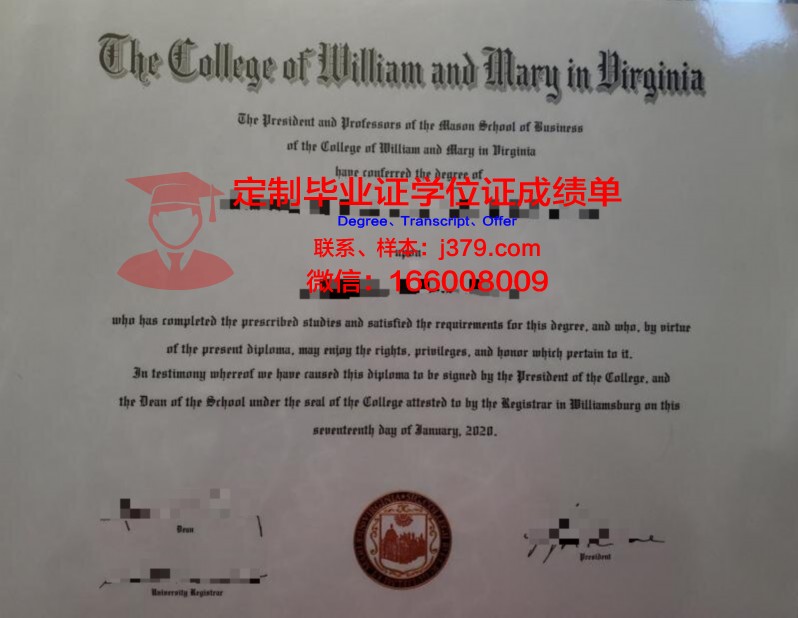 The College of William and Mary in Virginia
The President and Professors of the Mason School of Business
of the College of William and Mary in Virginia
have conferred the degree of
定制毕业证学位证成绩单
Degree、Transcript、Offer
联系、样本：j379.com
upon
微信：166008009
who has completed the prescribed studies and satisfied the requirements for this degree, and who, by virtue
of the present diploma, may enjoy the rights, privileges, and honor which pertain to it.
In testimony whereof we have caused this diploma to be signed by the President of the College, and
the Dean of the School under the seal of the College attested to by the Registrar in Williamsburg on this
seventeenth day of January, 2020.
Dean
President
University Registrar